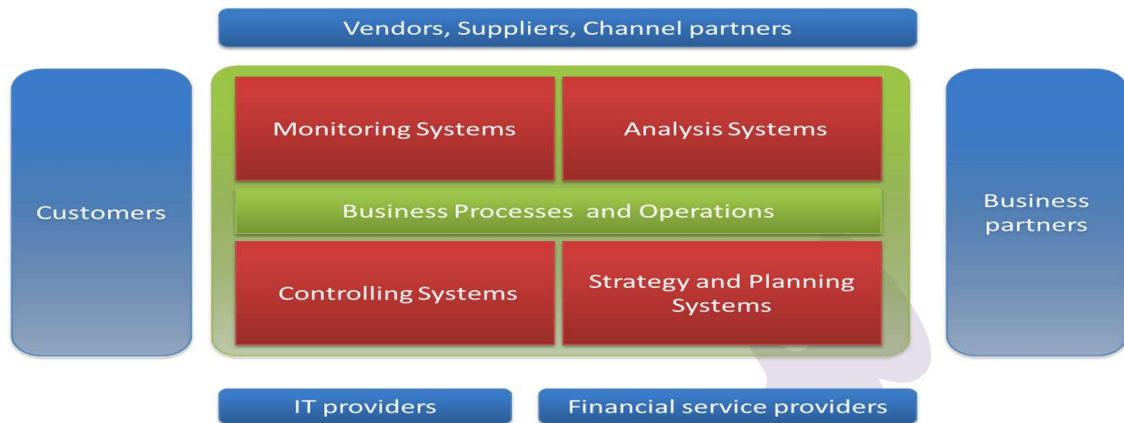 Vendors, Suppliers, Channel partners
Monitoring Systems
Analysis Systems
Customers
Business Processes and Operations
Business
partners
Controlling Systems
Strategy and Planning
Systems
IT providers
Financial service providers